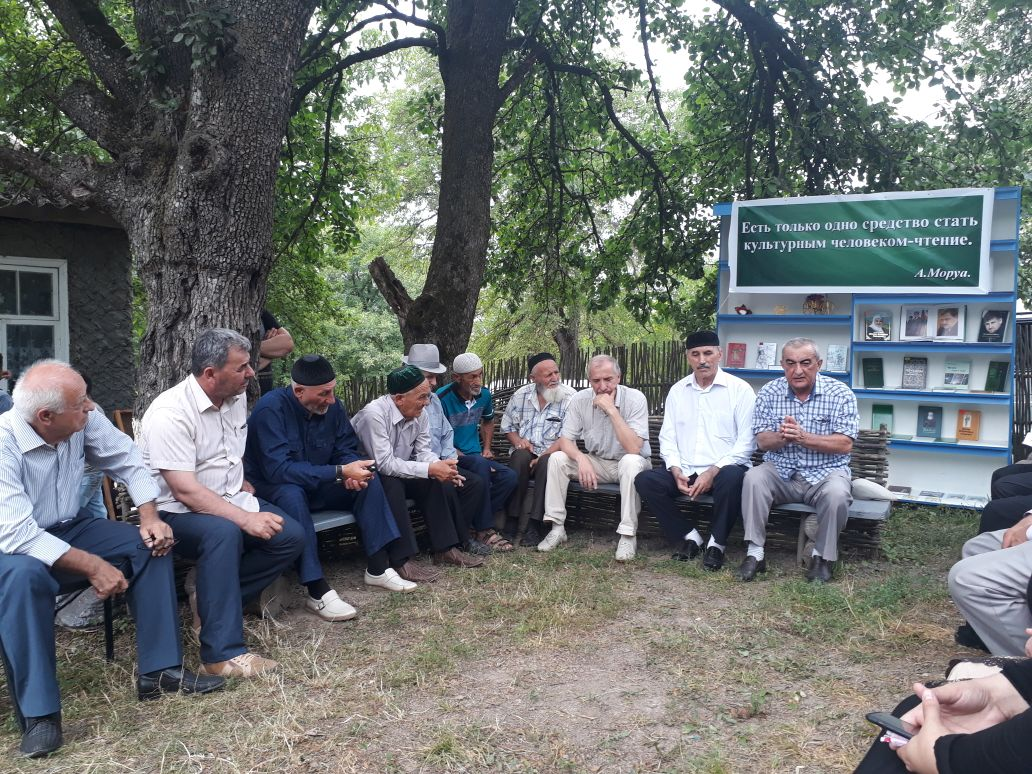 Есть только одно средство стать
культурным человеком-чтение.
А.Моруа.